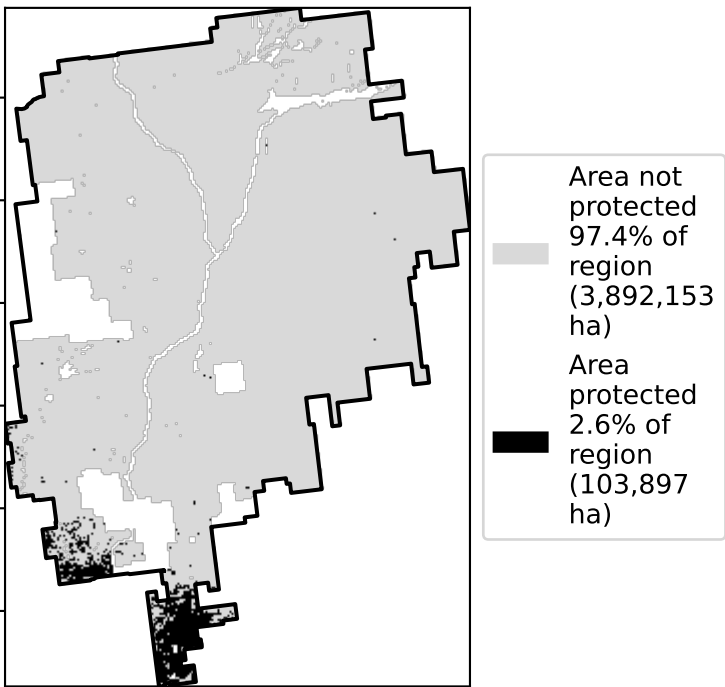 Area not
protected
97.4% of
region
(3,892,153
ha)
Area
protected
2.6% of
region
(103,897
ha)